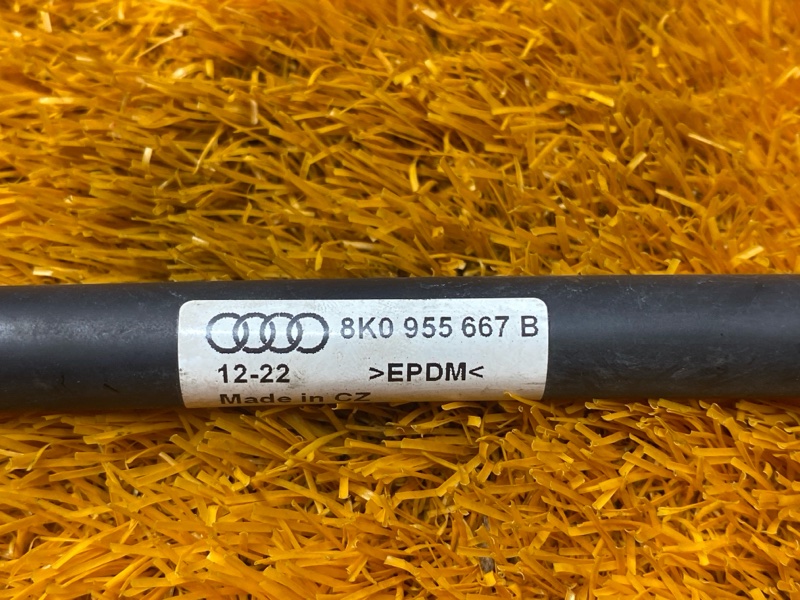 8K0 955 667 B
12-22 >EPDM<
Made in CZ